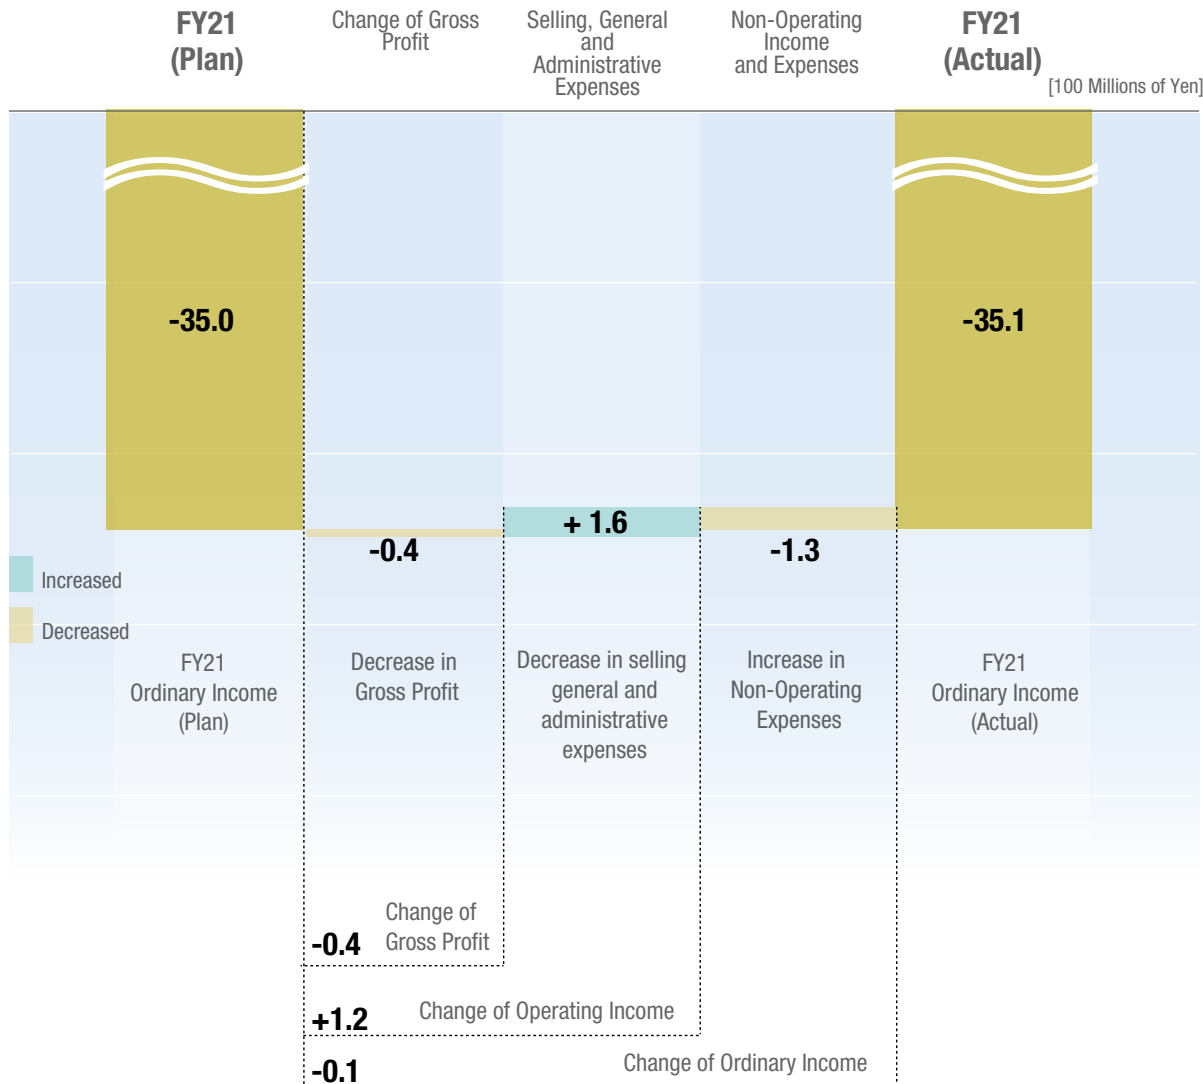 FY21
(Plan)
Change of Gross
Profit
Selling, General
and
Administrative
Expenses
Non-Operating
Income
and Expenses
FY21
(Actual)
[100 Millions of Yen]
-35.0
-35.1
-0.4
+ 1.6
-1.3
Increased
Decreased
FY21
Ordinary Income
(Plan)
Decrease in
Gross Profit
Decrease in selling
general and
administrative
expenses
Increase in
Non-Operating
Expenses
FY21
Ordinary Income
(Actual)
-0.4
Change of
Gross Profit
+1.2
Change of Operating Income
-0.1
Change of Ordinary Income